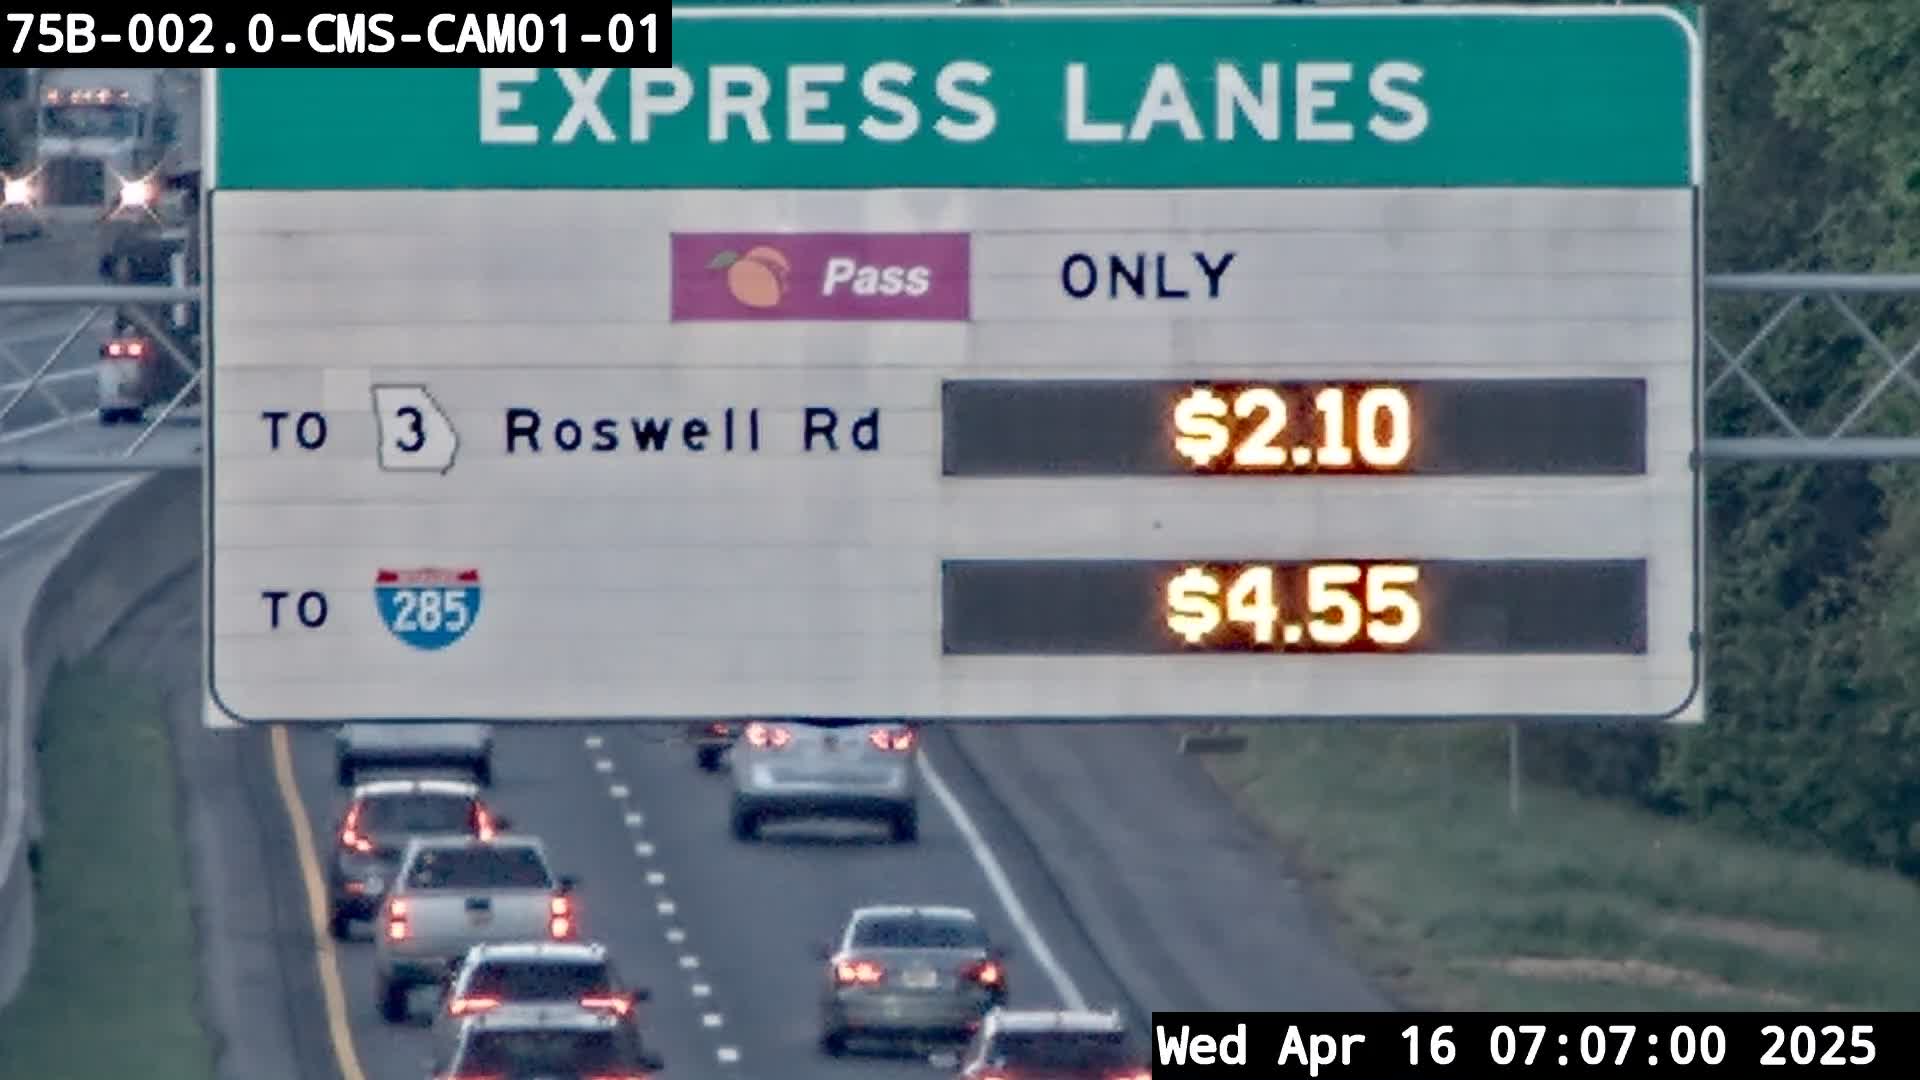 75B-002.0-CMS-CAM01-01
EXPRESS LANES
Pass ONLY
TO 3 Roswell Rd $2.10
TO 285 $4.55
Wed Apr 16 07:07:00 2025